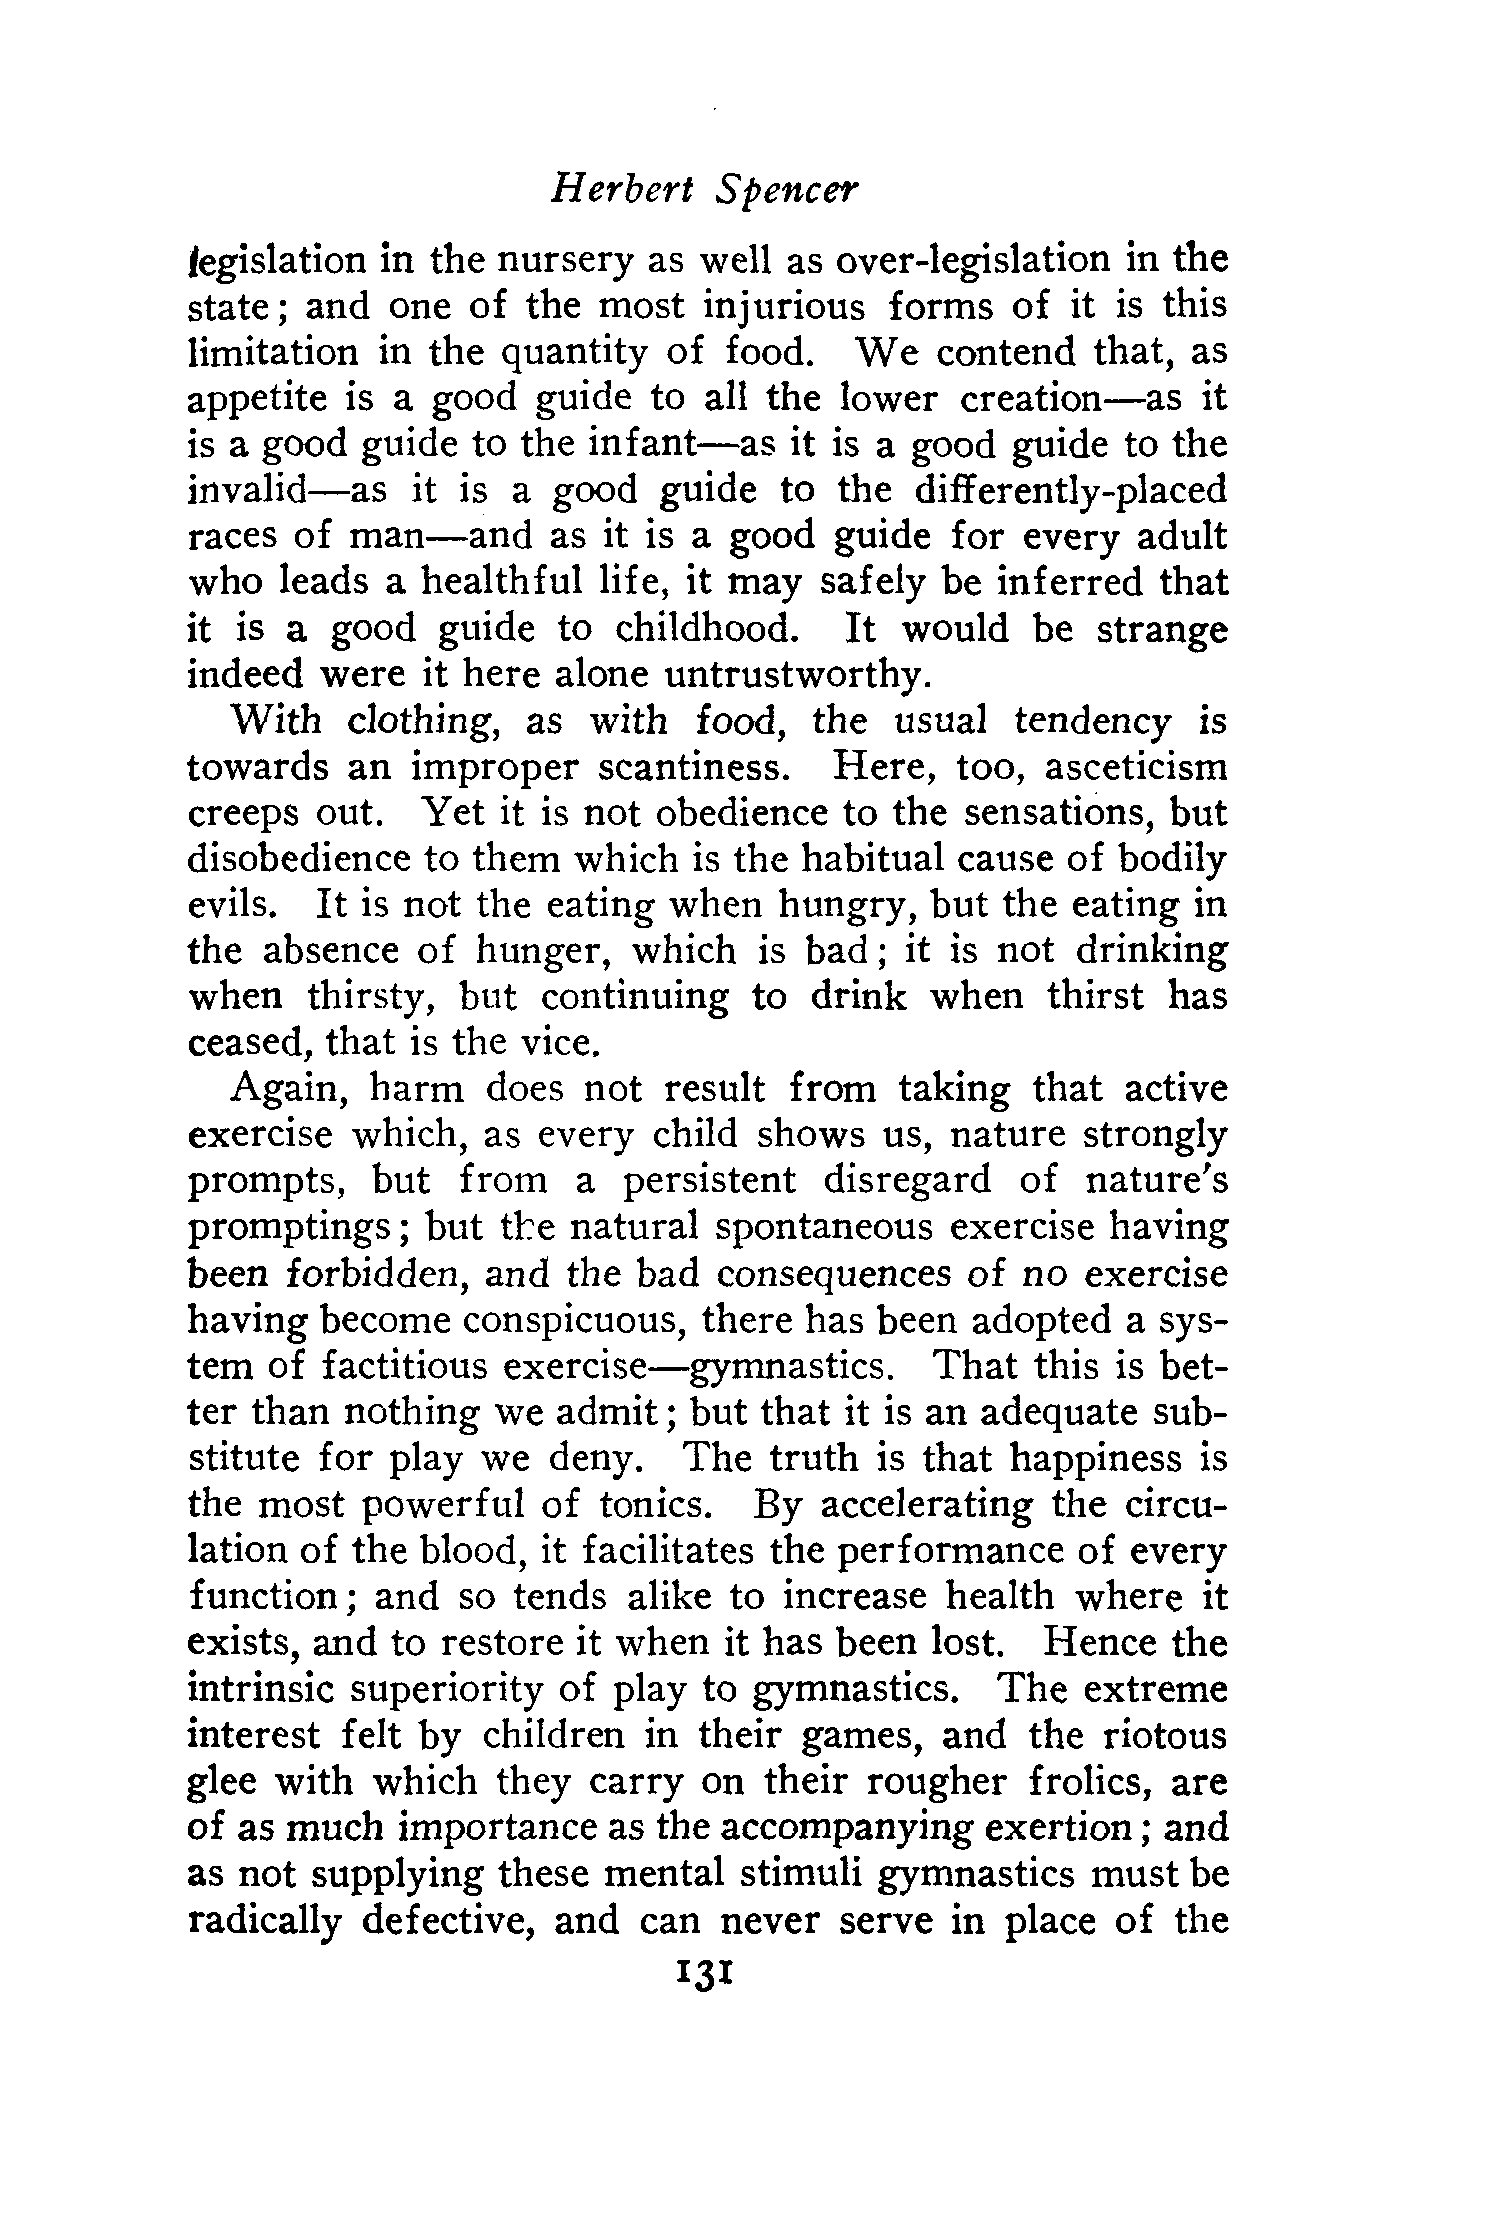 Herbert Spencer
legislation in the nursery as well as over-legislation in the
state; and one of the most injurious forms of it is this
limitation in the quantity of food. We contend that, as
appetite is a good guide to all the lower creation—as it
is a good guide to the infant—as it is a good guide to the
invalid—as it is a good guide to the differently-placed
races of man—and as it is a good guide for every adult
who leads a healthful life, it may safely be inferred that
it is a good guide to childhood. It would be strange
indeed were it here alone untrustworthy.
With clothing, as with food, the usual tendency is
towards an improper scantiness. Here, too, asceticism
creeps out. Yet it is not obedience to the sensations, but
disobedience to them which is the habitual cause of bodily
evils. It is not the eating when hungry, but the eating in
the absence of hunger, which is bad; it is not drinking
when thirsty, but continuing to drink when thirst has
ceased, that is the vice.
Again, harm does not result from taking that active
exercise which, as every child shows us, nature strongly
prompts, but from a persistent disregard of nature's
promptings; but the natural spontaneous exercise having
been forbidden, and the bad consequences of no exercise
having become conspicuous, there has been adopted a sys-
tem of factitious exercise—gymnastics. That this is bet-
ter than nothing we admit; but that it is an adequate sub-
stitute for play we deny. The truth is that happiness is
the most powerful of tonics. By accelerating the circu-
lation of the blood, it facilitates the performance of every
function; and so tends alike to increase health where it
exists, and to restore it when it has been lost. Hence the
intrinsic superiority of play to gymnastics. The extreme
interest felt by children in their games, and the riotous
glee with which they carry on their rougher frolics, are
of as much importance as the accompanying exertion; and
as not supplying these mental stimuli gymnastics must be
radically defective, and can never serve in place of the
131